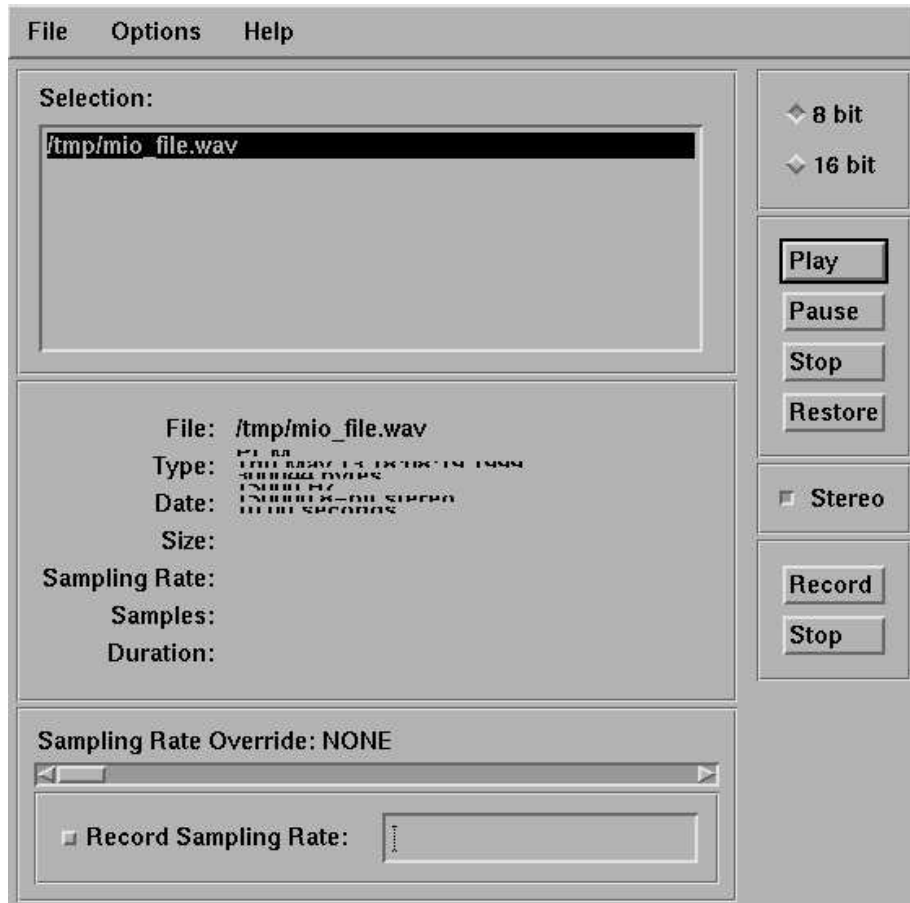 File Options Help
Selection:
/tmp/mio_file.wav
8 bit
16 bit
Play
Pause
Stop
Restore
File: /tmp/mio_file.wav
Type:
Date:
Size:
Sampling Rate:
Samples:
Duration:
Stereo
Record
Stop
Sampling Rate Override: NONE
Record Sampling Rate: